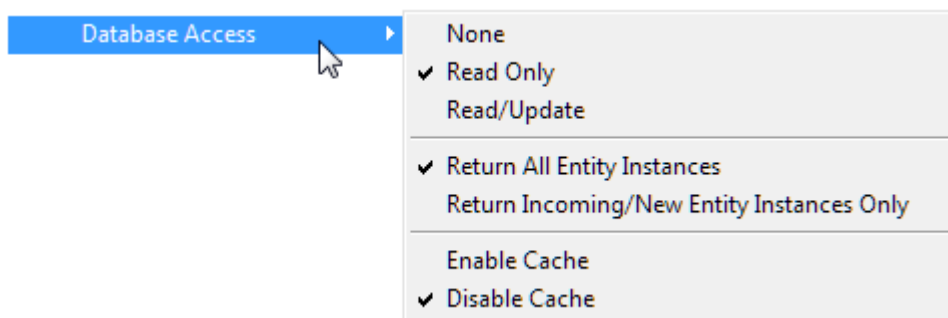 Database Access
None
Read Only
Read/Update
Return All Entity Instances
Return Incoming/New Entity Instances Only
Enable Cache
Disable Cache